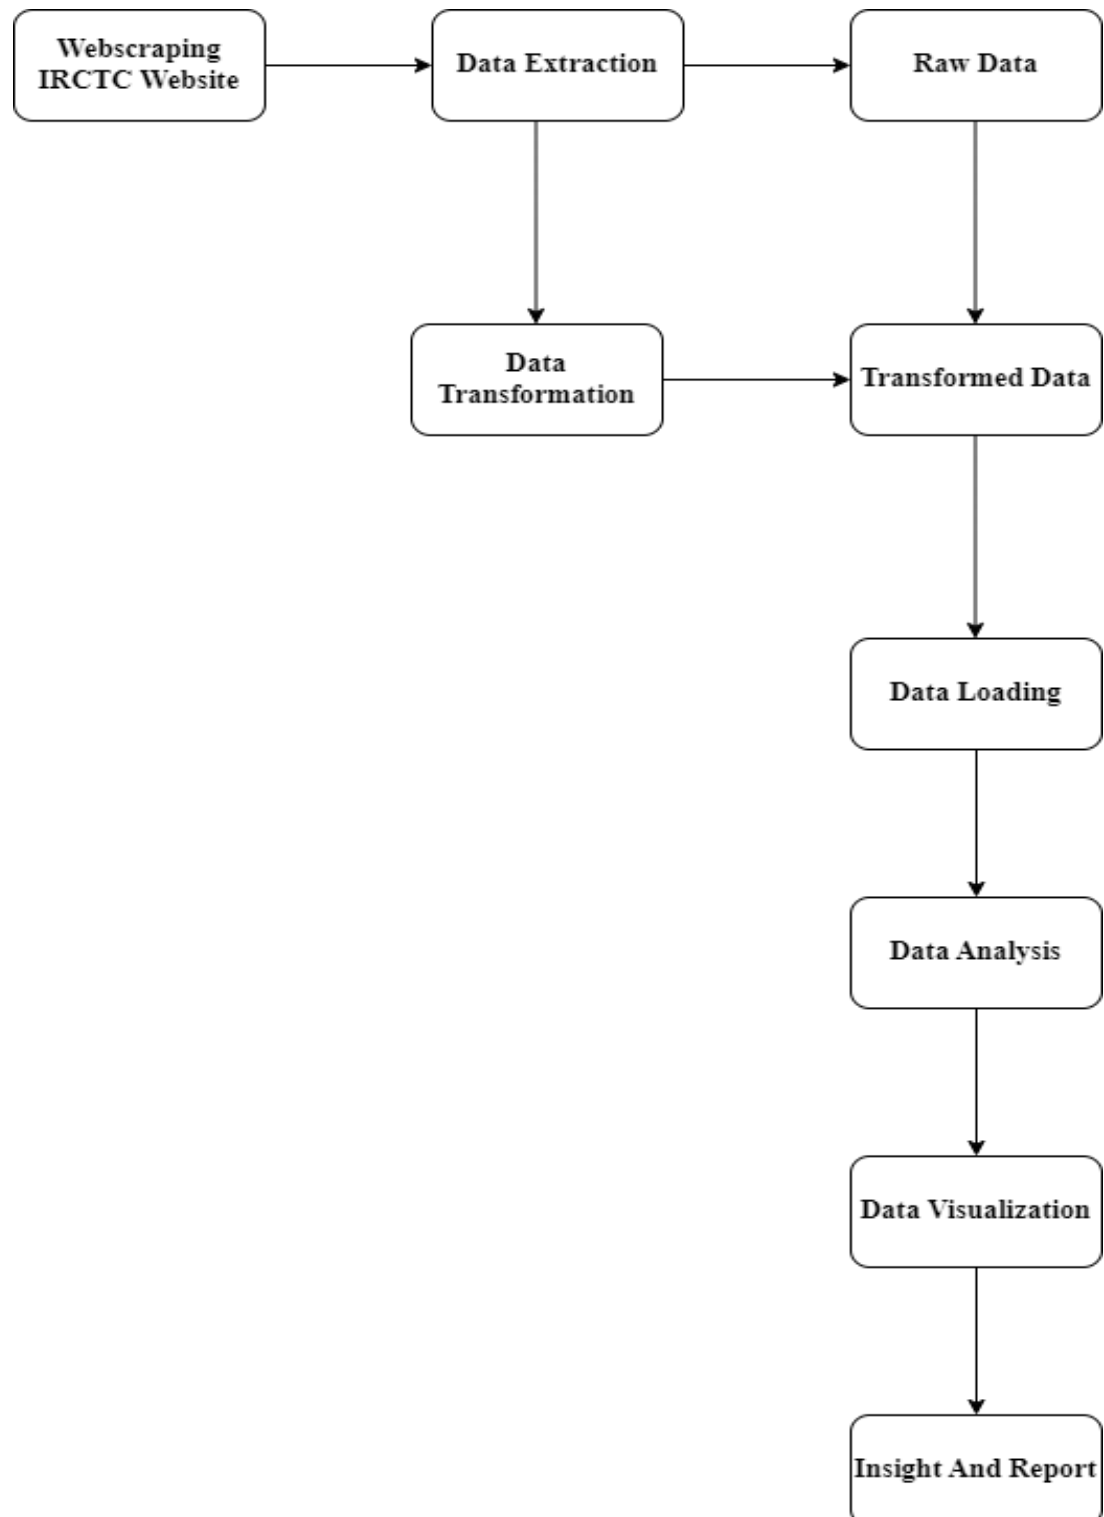 Webscraping
IRCTC Website
Data Extraction
Raw Data
Data
Transformation
Transformed Data
Data Loading
Data Analysis
Data Visualization
Insight And Report